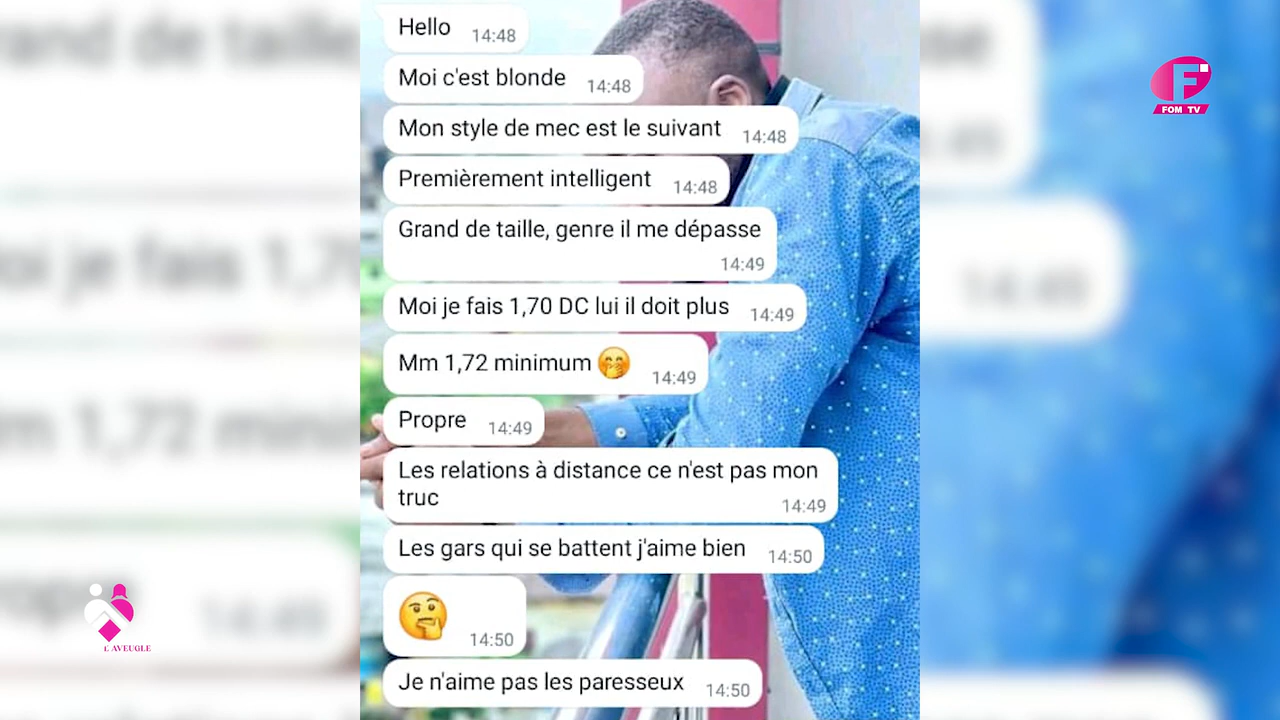 Hello 14:48
Moi c'est blonde 14:48
Mon style de mec est le suivant 14:48
Premièrement intelligent 14:48
Grand de taille, genre il me dépasse
14:49
Moi je fais 1,70 DC lui il doit plus 14:49
Mm 1,72 minimum 🤭 14:49
Propre 14:49
Les relations à distance ce n'est pas mon
truc 14:49
Les gars qui se battent j'aime bien 14:50
🤔 14:50
Je n'aime pas les paresseux 14:50
F
FOM TV
L'AVEUGLE